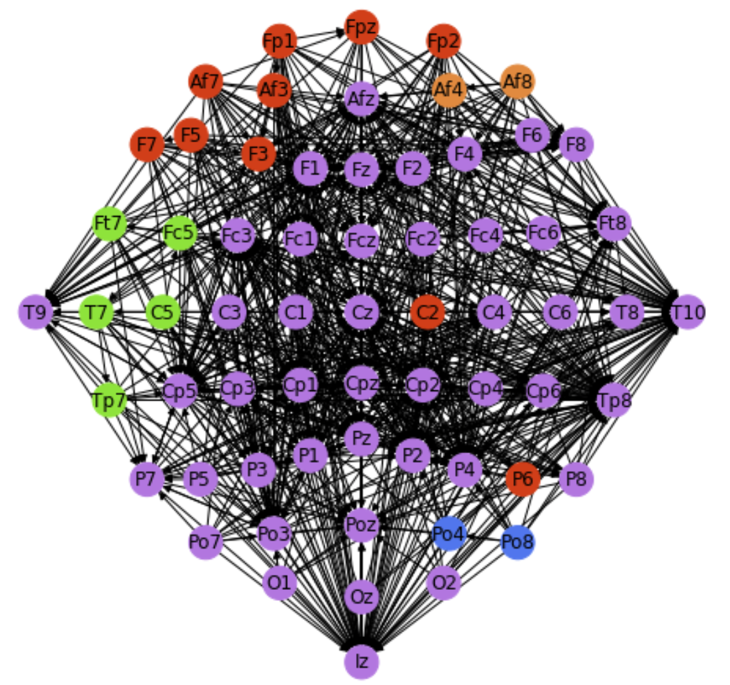 Fp1 Fpz Fp2
Af7 Af3 Afz Af4 Af8
F7 F5 F3 F1 Fz F2 F4 F6 F8
Ft7 Fc5 Fc3 Fc1 Fcz Fc2 Fc4 Fc6 Ft8
T9 T7 C5 C3 C1 Cz C2 C4 C6 T8 T10
Tp7 Cp5 Cp3 Cp1 Cpz Cp2 Cp4 Cp6 Tp8
P7 P5 P3 P1 Pz P2 P4 P6 P8
Po7 Po3 Poz Po4 Po8
O1 Oz O2
Iz